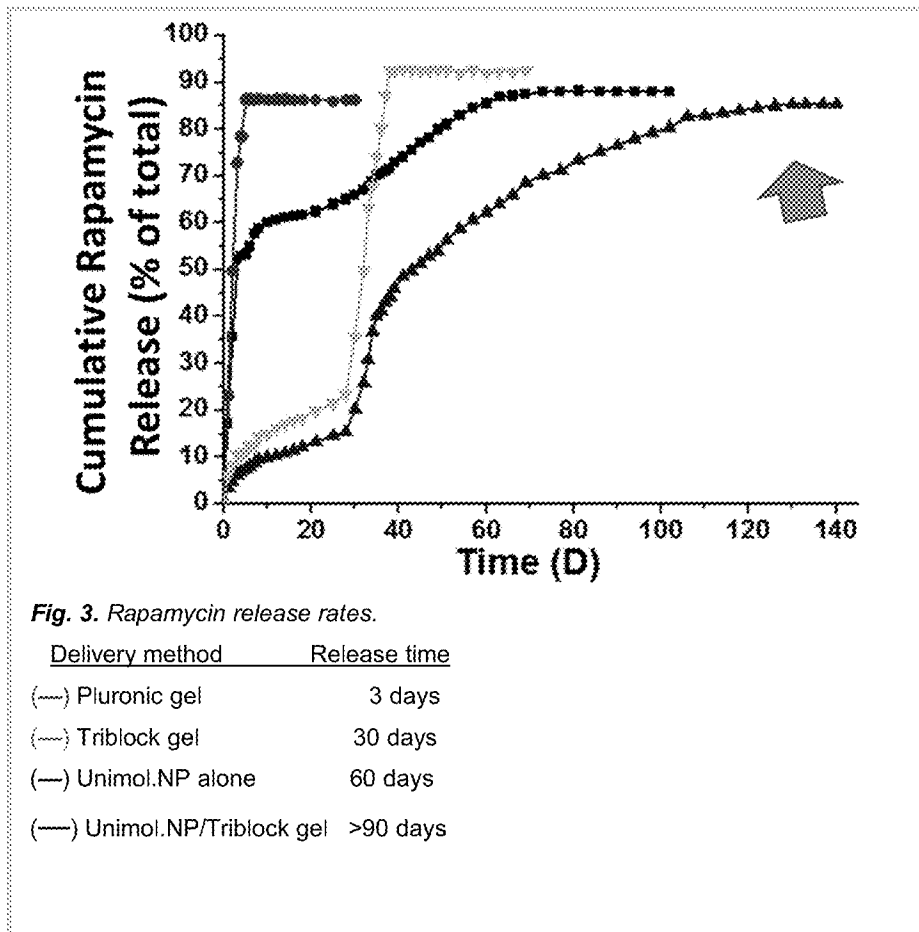 Cumulative Rapamycin
Release (% of total)
100
90
80
70
60
50
40
30
20
10
0
0 20 40 60 80 100 120 140
Time (D)
Fig. 3. Rapamycin release rates.
Delivery method Release time
(—) Pluronic gel 3 days
(—) Triblock gel 30 days
(—) Unimol.NP alone 60 days
(—) Unimol.NP/Triblock gel >90 days